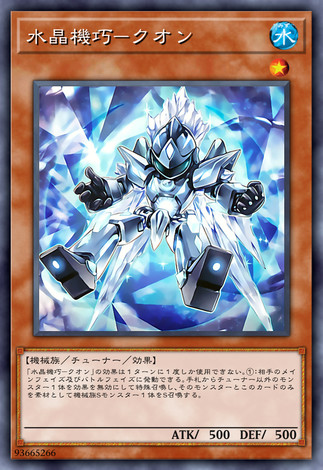 水晶機巧-クオン
水
【機械族／チューナー／効果】
「水晶機巧-クオン」の効果は１ターンに１度しか使用できない。①:相手のメ
インフェイズ及びバトルフェイズに発動できる。手札からチューナー以外のモン
スター１体を効果を無効にして特殊召喚し、そのモンスターとこのカードのみ
を素材として機械族Sモンスター１体をS召喚する。
ATK/ 500 DEF/ 500
93665266